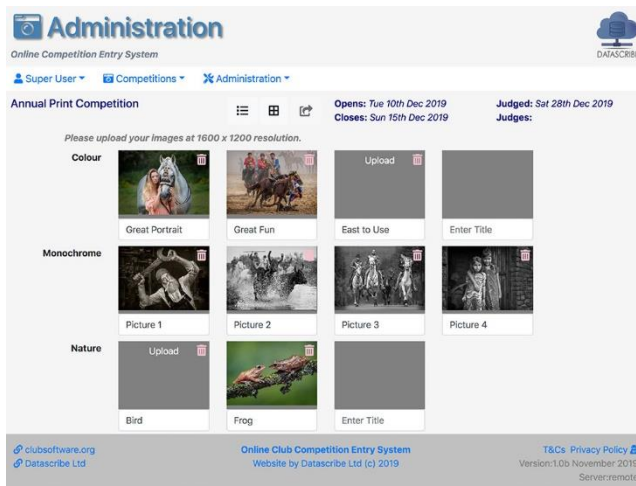 Administration
Online Competition Entry System
DATASCRIBE
Super User
Competitions
Administration
Annual Print Competition
Opens: Tue 10th Dec 2019
Closes: Sun 15th Dec 2019
Judged: Sat 28th Dec 2019
Judges:
Please upload your images at 1600 x 1200 resolution.
Colour
Upload
Great Portrait
Great Fun
East to Use
Enter Title
Monochrome
Picture 1
Picture 2
Picture 3
Picture 4
Nature
Upload
Bird
Frog
Enter Title
clubsoftware.org
Online Club Competition Entry System
T&Cs Privacy Policy
Datascribe Ltd
Website by Datascribe Ltd (c) 2019
Version:1.0b November 2019
Server:remote